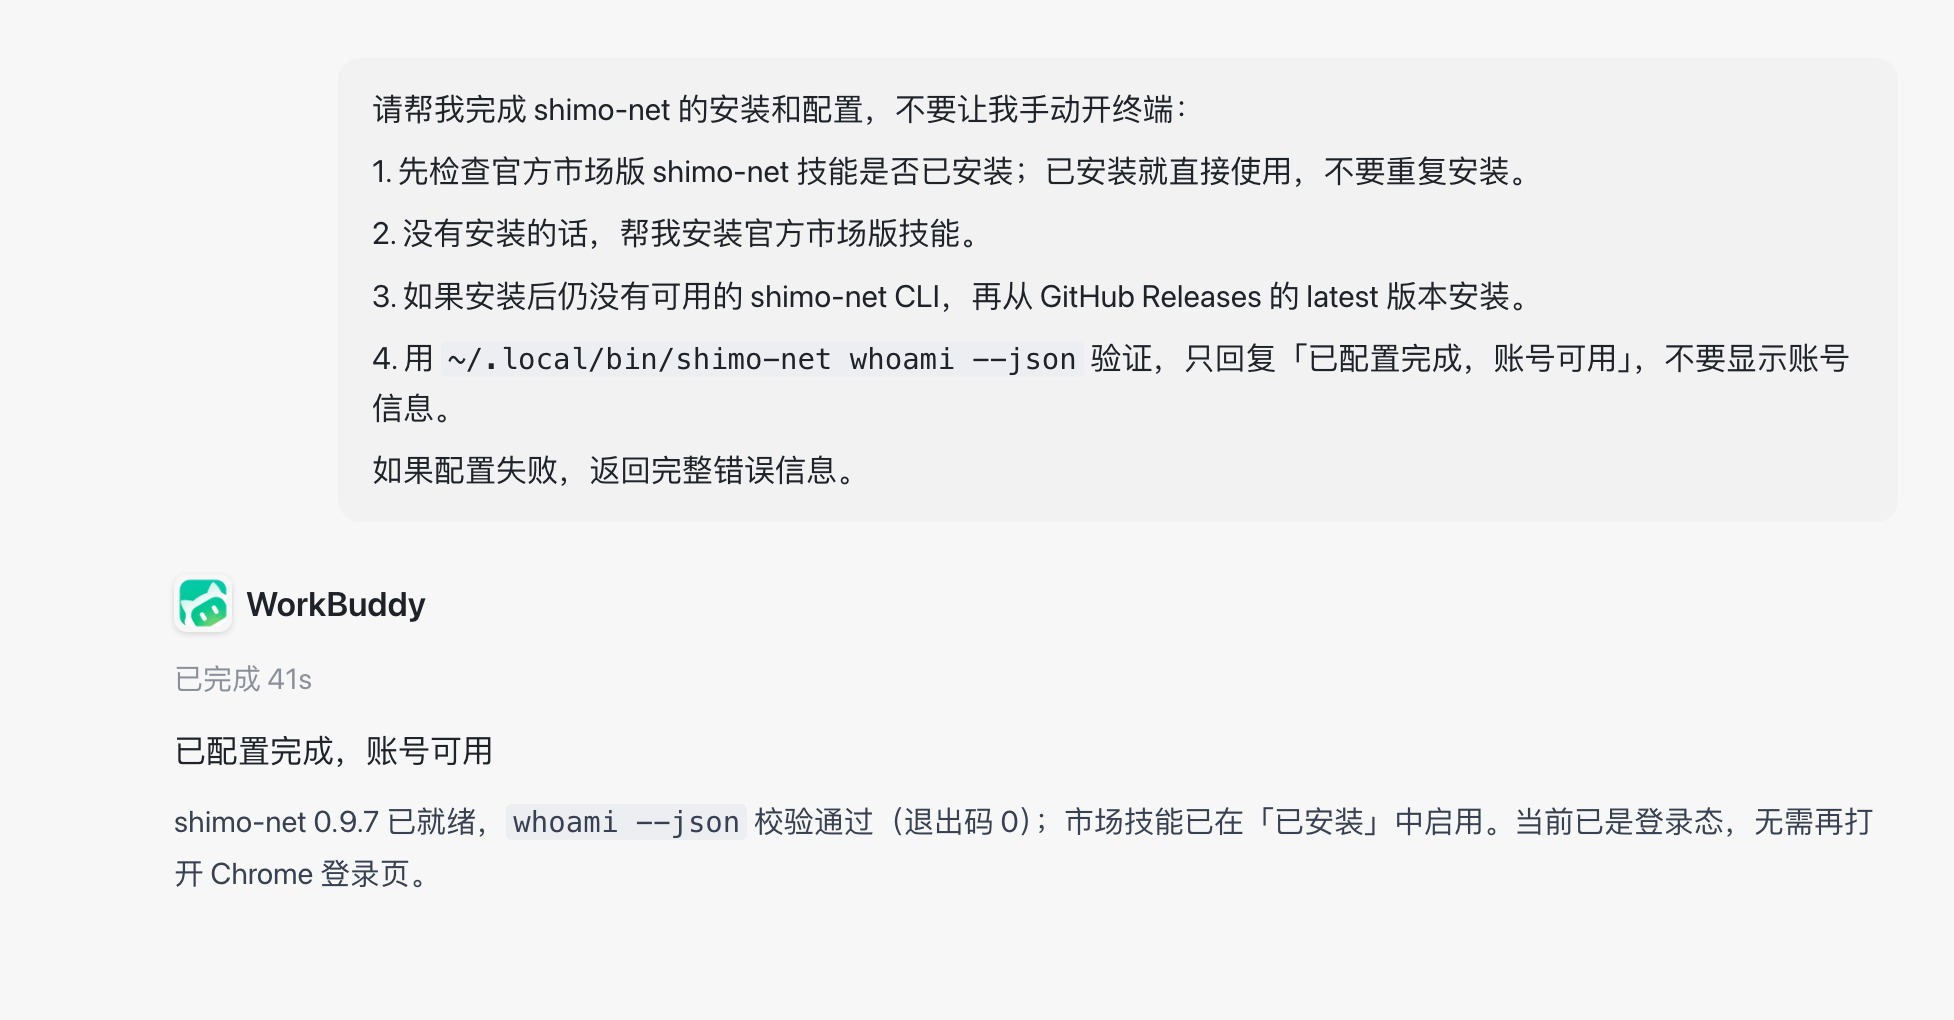 请帮我完成 shimo-net 的安装和配置，不要让我手动开终端：
1. 先检查官方市场版 shimo-net 技能是否已安装；已安装就直接使用，不要重复安装。
2. 没有安装的话，帮我安装官方市场版技能。
3. 如果安装后仍没有可用的 shimo-net CLI，再从 GitHub Releases 的 latest 版本安装。
4. 用 ~/.local/bin/shimo-net whoami --json 验证，只回复「已配置完成，账号可用」，不要显示账号
信息。
如果配置失败，返回完整错误信息。
WorkBuddy
已完成 41s
已配置完成，账号可用
shimo-net 0.9.7 已就绪，whoami --json 校验通过（退出码 0）；市场技能已在「已安装」中启用。当前已是登录态，无需再打
开 Chrome 登录页。